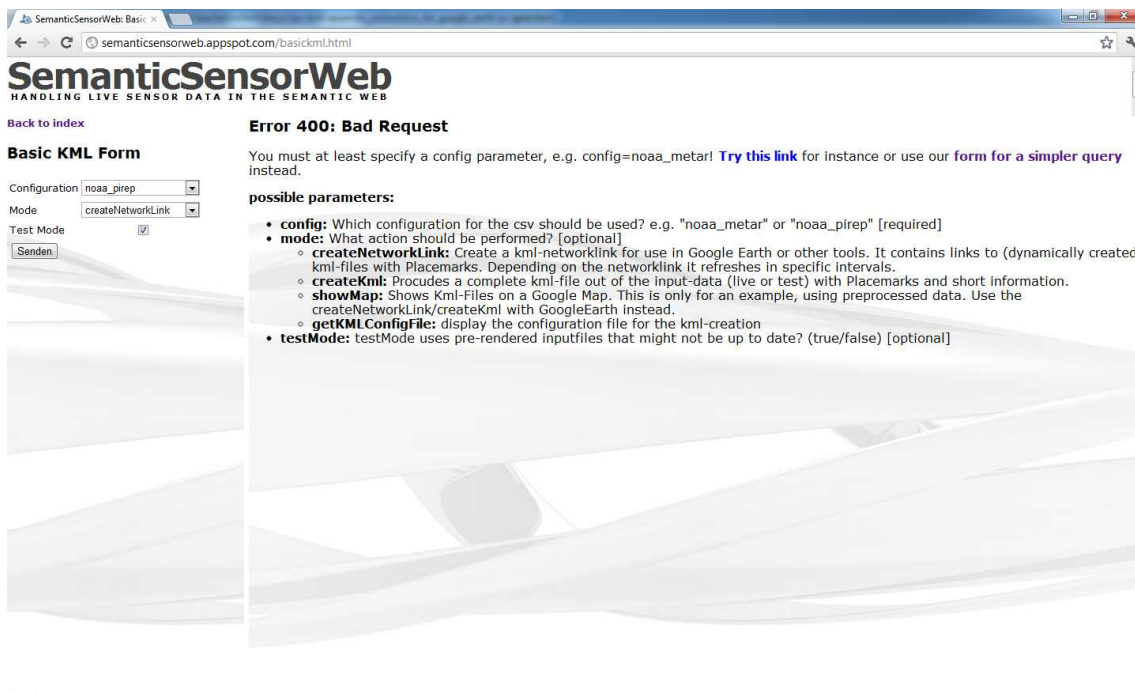 SemanticSensorWeb: Basic
semanticsensorweb.appspot.com/basickml.html
SemanticSensorWeb
HANDLING LIVE SENSOR DATA IN THE SEMANTIC WEB
Back to index
Basic KML Form
Configuration noaa_pirep
Mode createNetworkLink
Test Mode
Senden
Error 400: Bad Request
You must at least specify a config parameter, e.g. config=noaa_metar! Try this link for instance or use our form for a simpler query
instead.
possible parameters:
• config: Which configuration for the csv should be used? e.g. "noaa_metar" or "noaa_pirep" [required]
• mode: What action should be performed? [optional]
◦ createNetworkLink: Create a kml-networklink for use in Google Earth or other tools. It contains links to (dynamically created
kml-files with Placemarks. Depending on the networklink it refreshes in specific intervals.
◦ createKml: Procudes a complete kml-file out of the input-data (live or test) with Placemarks and short information.
◦ showMap: Shows Kml-Files on a Google Map. This is only for an example, using preprocessed data. Use the
createNetworkLink/createKml with GoogleEarth instead.
◦ getKMLConfigFile: display the configuration file for the kml-creation
• testMode: testMode uses pre-rendered inputfiles that might not be up to date? (true/false) [optional]